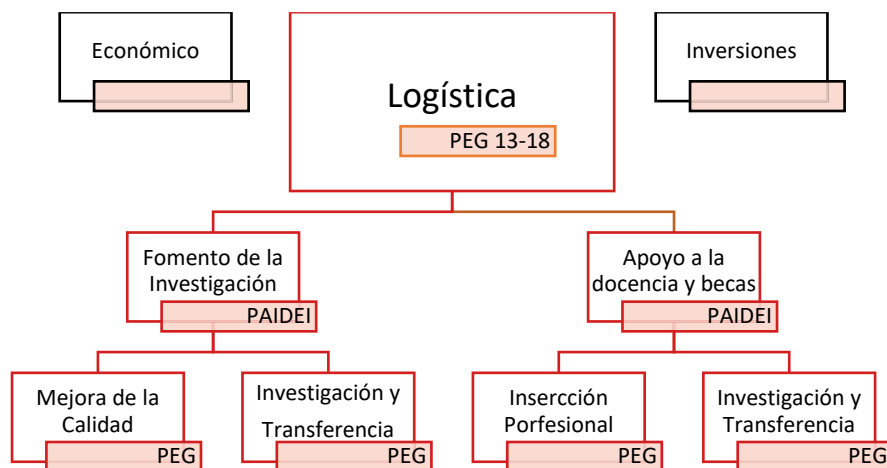 Económico
Logística
PEG 13-18
Inversiones
Fomento de la
Investigación
PAIDEI
Apoyo a la
docencia y becas
PAIDEI
Mejora de la
Calidad
PEG
Investigación y
Transferencia
PEG
Insercción
Porfesional
PEG
Investigación y
Transferencia
PEG